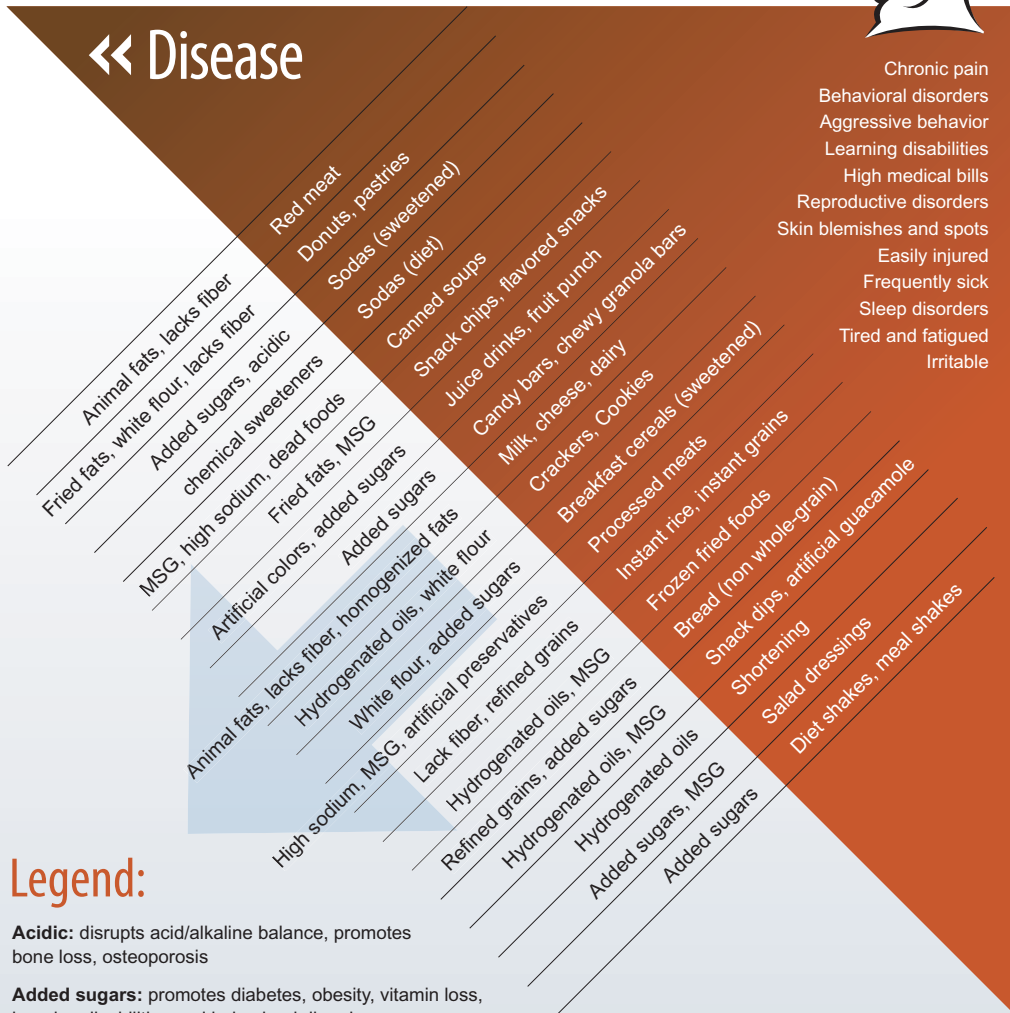 « Disease
Chronic pain
Behavioral disorders
Aggressive behavior
Learning disabilities
High medical bills
Reproductive disorders
Skin blemishes and spots
Easily injured
Frequently sick
Sleep disorders
Tired and fatigued
Irritable
Red meat
Donuts, pastries
Sodas (sweetened)
Sodas (diet)
Canned soups
Snack chips, flavored snacks
Juice drinks, fruit punch
Candy bars, chewy granola bars
Milk, cheese, dairy
Crackers, Cookies
Breakfast cereals (sweetened)
Processed meats
Instant rice, instant grains
Frozen fried foods
Bread (non whole-grain)
Snack dips, artificial guacamole
Shortening
Salad dressings
Diet shakes, meal shakes
Animal fats, lacks fiber
Fried fats, white flour, lacks fiber
Added sugars, acidic
chemical sweeteners
MSG, high sodium, dead foods
Fried fats, MSG
Artificial colors, added sugars
Added sugars
Animal fats, lacks fiber, homogenized fats
Hydrogenated oils, white flour
White flour, added sugars
High sodium, MSG, artificial preservatives
Lack fiber, refined grains
Hydrogenated oils, MSG
Refined grains, added sugars
Hydrogenated oils, MSG
Hydrogenated oils
Added sugars, MSG
Added sugars
Legend:
Acidic: disrupts acid/alkaline balance, promotes
bone loss, osteoporosis
Added sugars: promotes diabetes, obesity, vitamin loss,